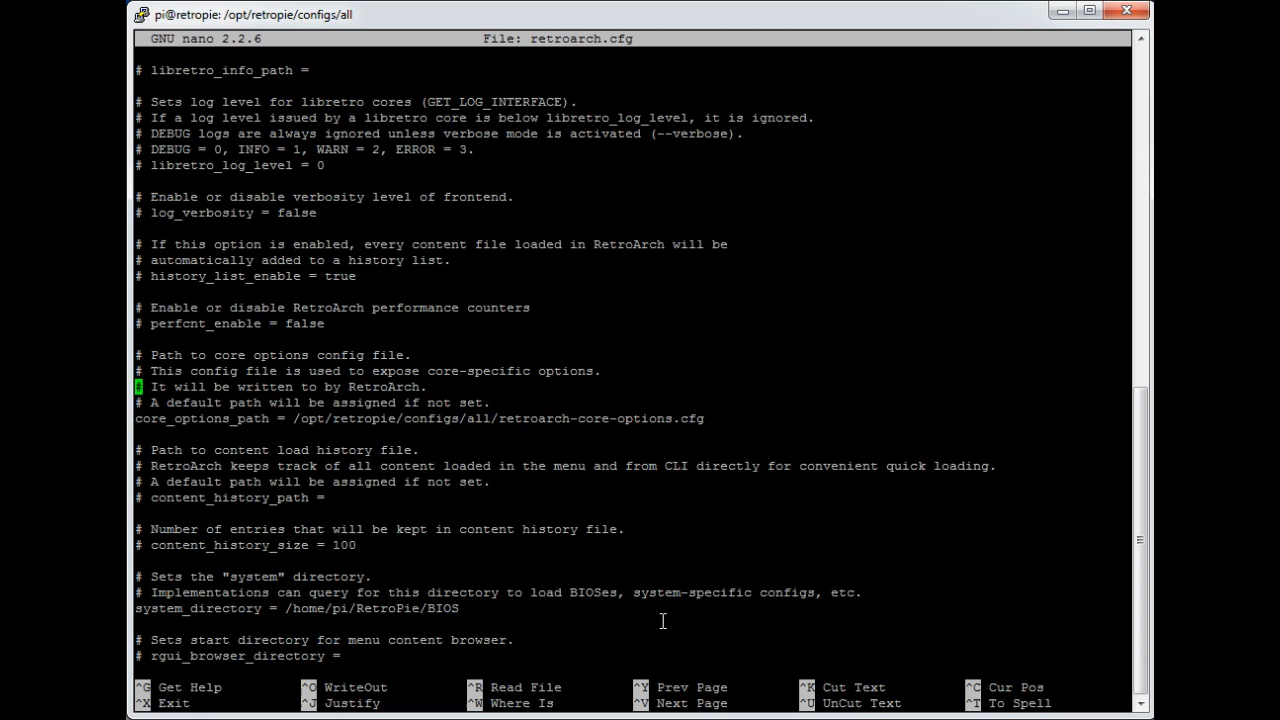 pi@retropie: /opt/retropie/configs/all
GNU nano 2.2.6 File: retroarch.cfg
# libretro_info_path =
# Sets log level for libretro cores (GET_LOG_INTERFACE).
# If a log level issued by a libretro core is below libretro_log_level, it is ignored.
# DEBUG logs are always ignored unless verbose mode is activated (--verbose).
# DEBUG = 0, INFO = 1, WARN = 2, ERROR = 3.
# libretro_log_level = 0
# Enable or disable verbosity level of frontend.
# log_verbosity = false
# If this option is enabled, every content file loaded in RetroArch will be
# automatically added to a history list.
# history_list_enable = true
# Enable or disable RetroArch performance counters
# perfcnt_enable = false
# Path to core options config file.
# This config file is used to expose core-specific options.
# It will be written to by RetroArch.
# A default path will be assigned if not set.
core_options_path = /opt/retropie/configs/all/retroarch-core-options.cfg
# Path to content load history file.
# RetroArch keeps track of all content loaded in the menu and from CLI directly for convenient quick loading.
# A default path will be assigned if not set.
# content_history_path =
# Number of entries that will be kept in content history file.
# content_history_size = 100
# Sets the "system" directory.
# Implementations can query for this directory to load BIOSes, system-specific configs, etc.
system_directory = /home/pi/RetroPie/BIOS
# Sets start directory for menu content browser.
# rgui_browser_directory =
^G Get Help ^O WriteOut ^R Read File ^Y Prev Page ^K Cut Text ^C Cur Pos
^X Exit ^J Justify ^W Where Is ^V Next Page ^U UnCut Text ^T To Spell